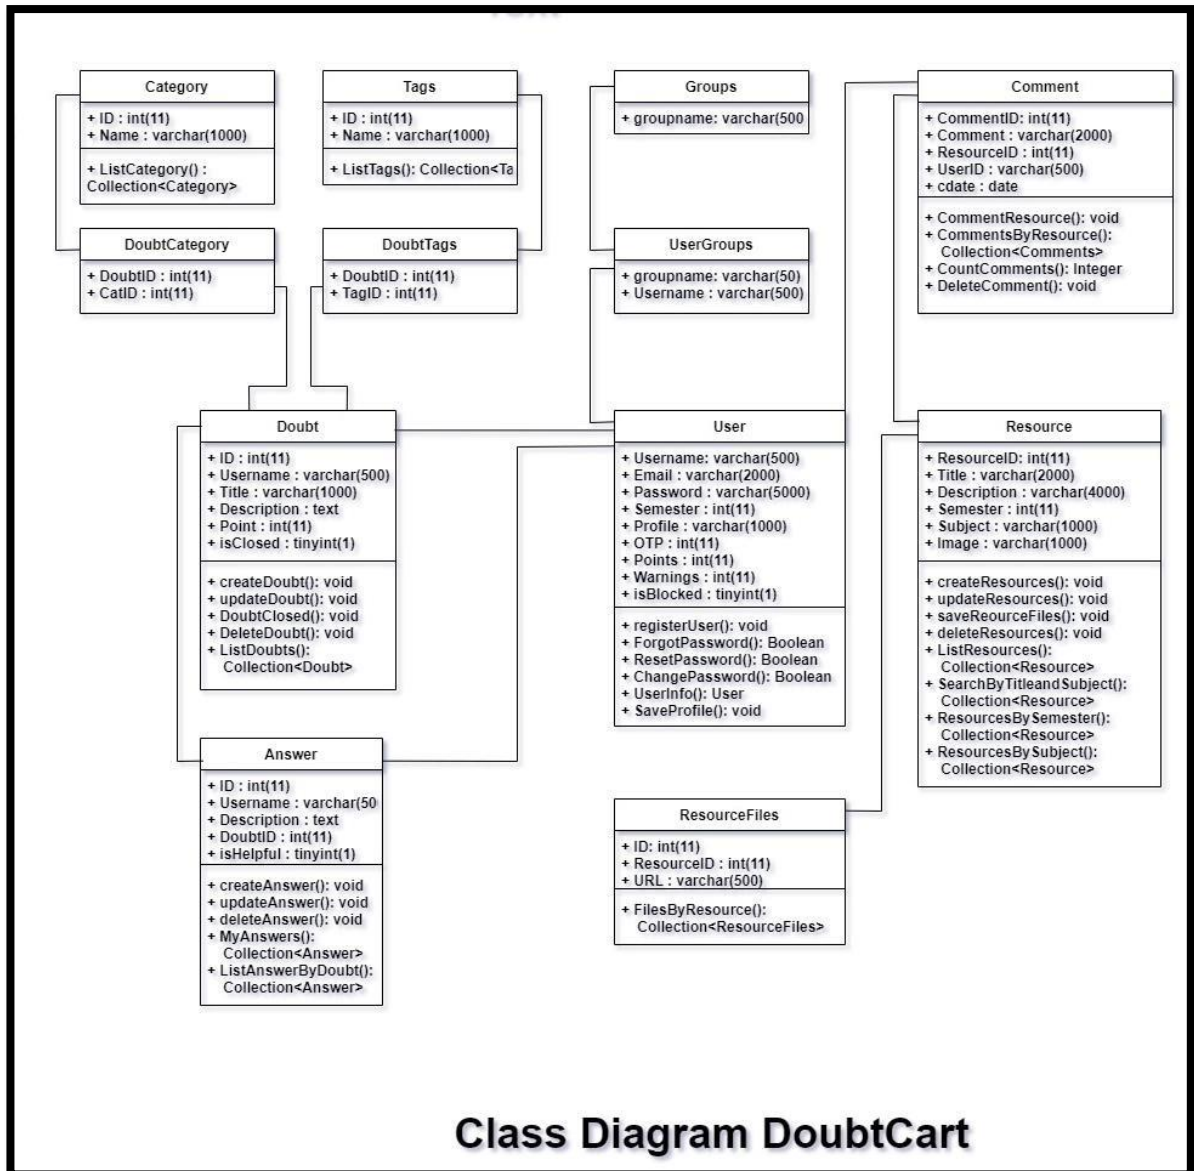 Category
+ ID : int(11)
+ Name : varchar(1000)
+ ListCategory() :
Collection<Category>
Tags
+ ID : int(11)
+ Name : varchar(1000)
+ ListTags(): Collection<Ta
Groups
+ groupname: varchar(500
Comment
+ CommentID: int(11)
+ Comment : varchar(2000)
+ ResourceID : int(11)
+ UserID : varchar(500)
+ cdate : date
+ CommentResource(): void
+ CommentsByResource():
Collection<Comments>
+ CountComments(): Integer
+ DeleteComment(): void
DoubtCategory
+ DoubtID : int(11)
+ CatID : int(11)
DoubtTags
+ DoubtID : int(11)
+ TagID : int(11)
UserGroups
+ groupname: varchar(50)
+ Username : varchar(500)
Doubt
+ ID : int(11)
+ Username : varchar(500)
+ Title : varchar(1000)
+ Description : text
+ Point : int(11)
+ isClosed : tinyint(1)
+ createDoubt(): void
+ updateDoubt(): void
+ DoubtClosed(): void
+ DeleteDoubt(): void
+ ListDoubts():
Collection<Doubt>
User
+ Username: varchar(500)
+ Email : varchar(2000)
+ Password : varchar(5000)
+ Semester : int(11)
+ Profile : varchar(1000)
+ OTP : int(11)
+ Points : int(11)
+ Warnings : int(11)
+ isBlocked : tinyint(1)
+ registerUser(): void
+ ForgotPassword(): Boolean
+ ResetPassword(): Boolean
+ ChangePassword(): Boolean
+ UserInfo(): User
+ SaveProfile(): void
Resource
+ ResourceID: int(11)
+ Title : varchar(2000)
+ Description : varchar(4000)
+ Semester : int(11)
+ Subject : varchar(1000)
+ Image : varchar(1000)
+ createResources(): void
+ updateResources(): void
+ saveReourceFiles(): void
+ deleteResources(): void
+ ListResources():
Collection<Resource>
+ SearchByTitleandSubject():
Collection<Resource>
+ ResourcesBySemester():
Collection<Resource>
+ ResourcesBySubject():
Collection<Resource>
Answer
+ ID : int(11)
+ Username : varchar(50
+ Description : text
+ DoubtID : int(11)
+ isHelpful : tinyint(1)
+ createAnswer(): void
+ updateAnswer(): void
+ deleteAnswer(): void
+ MyAnswers():
Collection<Answer>
+ ListAnswerByDoubt():
Collection<Answer>
ResourceFiles
+ ID: int(11)
+ ResourceID : int(11)
+ URL : varchar(500)
+ FilesByResource():
Collection<ResourceFiles>
Class Diagram DoubtCart